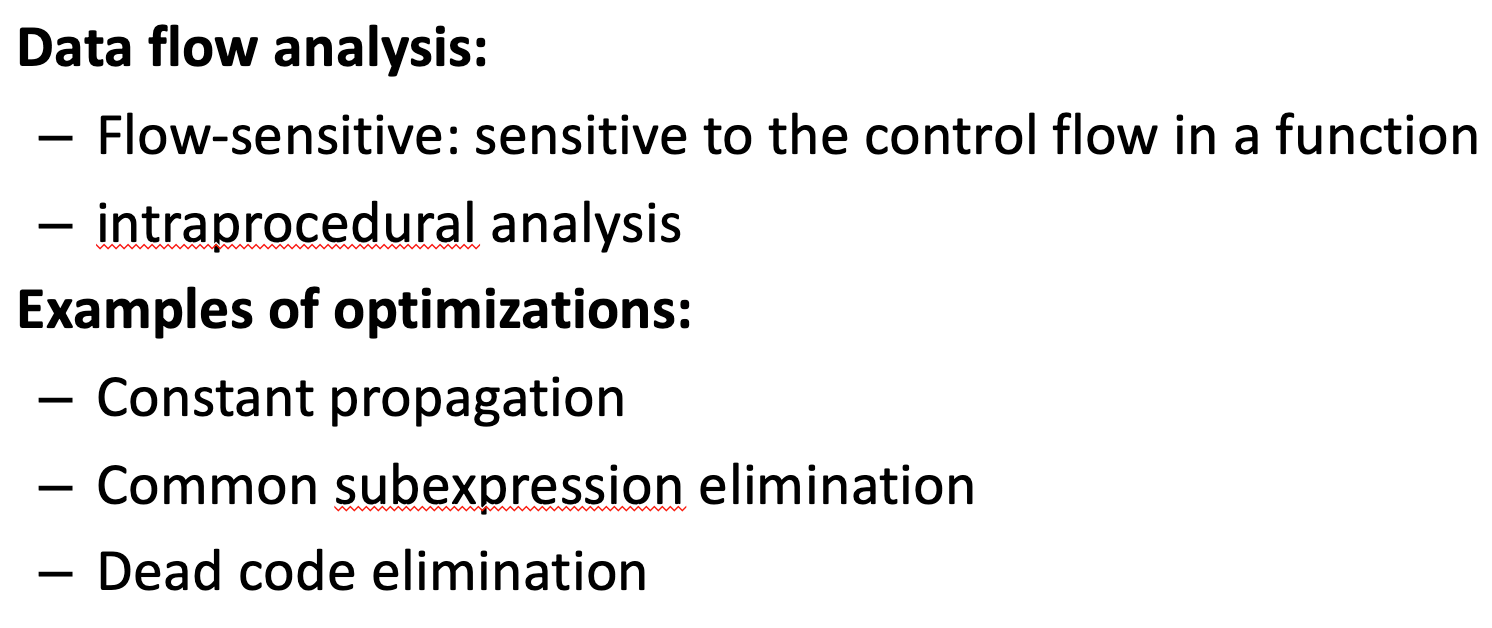 Data flow analysis:
– Flow-sensitive: sensitive to the control flow in a function
– intraprocedural analysis
Examples of optimizations:
– Constant propagation
– Common subexpression elimination
– Dead code elimination